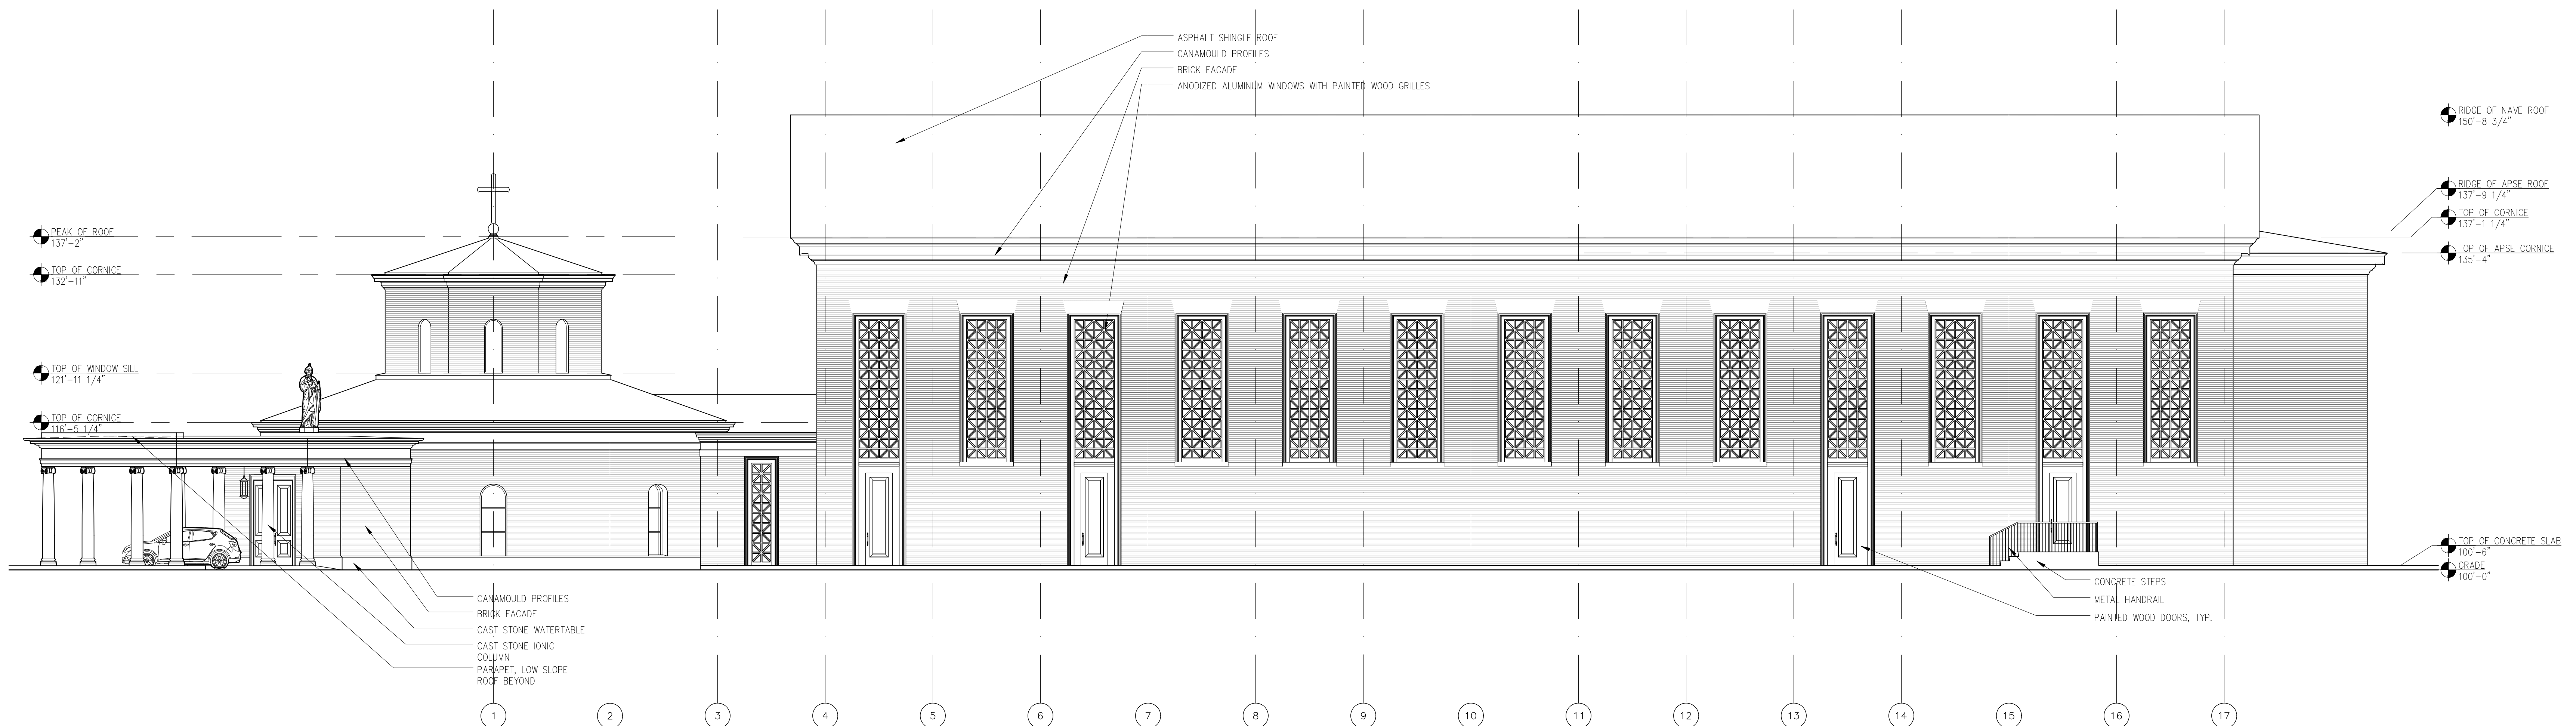 ASPHALT SHINGLE ROOF
CANAMOULD PROFILES
BRICK FACADE
ANODIZED ALUMINUM WINDOWS WITH PAINTED WOOD GRILLES
PEAK OF ROOF
137'-2"
TOP OF CORNICE
132'-11"
TOP OF WINDOW SILL
121'-11 1/4"
TOP OF CORNICE
116'-5 1/4"
RIDGE OF NAVE ROOF
150'-8 3/4"
RIDGE OF APSE ROOF
137'-9 1/4"
TOP OF CORNICE
137'-1 1/4"
TOP OF APSE CORNICE
135'-4"
TOP OF CONCRETE SLAB
100'-6"
GRADE
100'-0"
CANAMOULD PROFILES
BRICK FACADE
CAST STONE WATERTABLE
CAST STONE IONIC
COLUMN
PARAPET, LOW SLOPE
ROOF BEYOND
CONCRETE STEPS
METAL HANDRAIL
PAINTED WOOD DOORS, TYP.
1 2 3 4 5 6 7 8 9 10 11 12 13 14 15 16 17